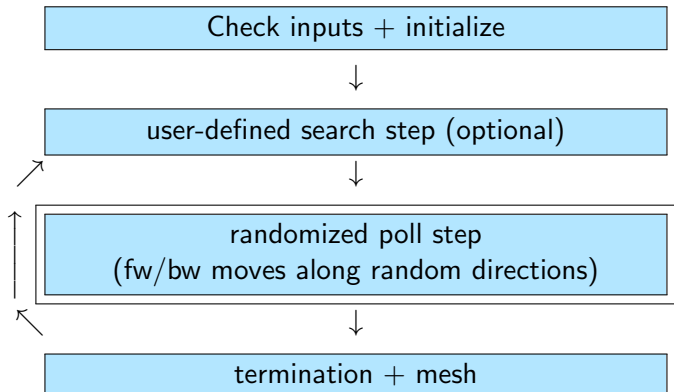 Check inputs + initialize
↓
user-defined search step (optional)
↓
randomized poll step
(fw/bw moves along random directions)
↓
termination + mesh